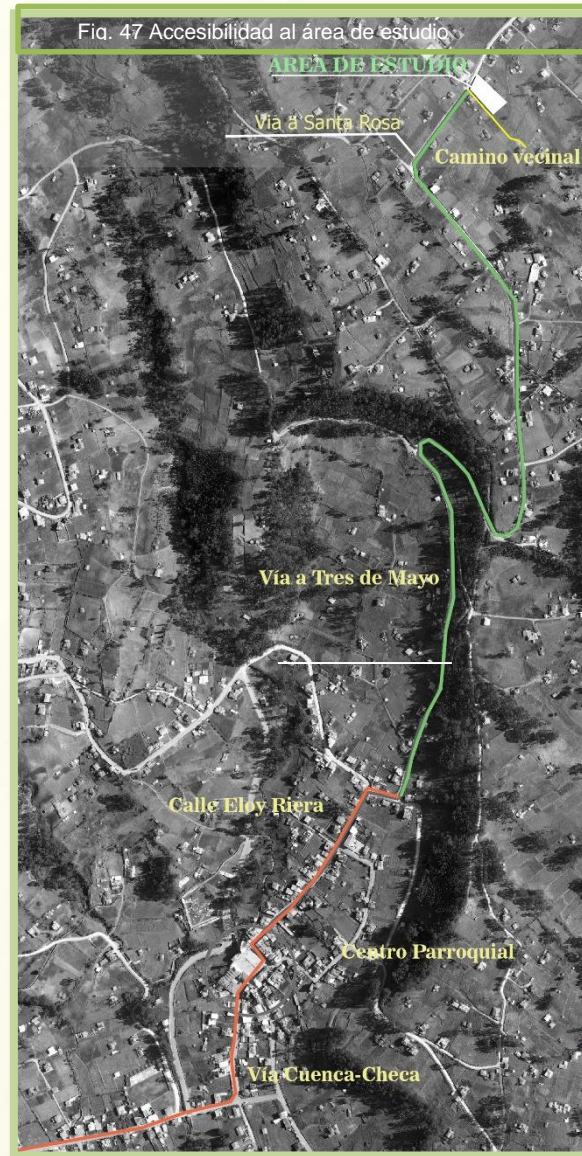 Fig. 47 Accesibilidad al área de estudio
AREA DE ESTUDIO
Via a Santa Rosa
Camino vecinal
Vía a Tres de Mayo
Calle Eloy Riera
Centro Parroquial
Vía Cuenca-Checa